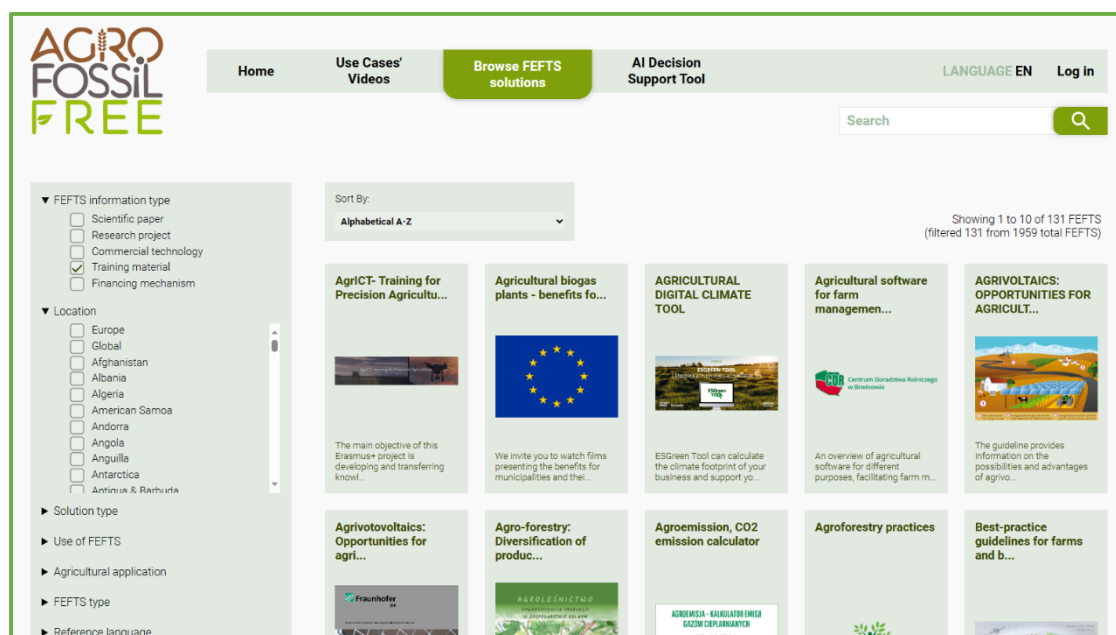 AGRO
FOSSIL
FREE
Home
Use Cases'
Videos
Browse FEFTS
solutions
AI Decision
Support Tool
LANGUAGE EN
Log in
Search
▼ FEFTS information type
Scientific paper
Research project
Commercial technology
Training material
Financing mechanism
▼ Location
Europe
Global
Afghanistan
Albania
Algeria
American Samoa
Andorra
Angola
Anguilla
Antarctica
Antigua & Barbuda
► Solution type
► Use of FEFTS
► Agricultural application
► FEFTS type
► Reference language
Sort By:
Alphabetical A-Z
Showing 1 to 10 of 131 FEFTS
(filtered 131 from 1959 total FEFTS)
AgrICT- Training for
Precision Agricultu...
The main objective of this
Erasmus+ project is
developing and transferring
knowl...
Agricultural biogas
plants - benefits fo...
We invite you to watch films
presenting the benefits for
municipalities and thei...
AGRICULTURAL
DIGITAL CLIMATE
TOOL
ESGREEN TOOL
ESGreen
Tool
ESGreen Tool can calculate
the climate footprint of your
business and support yo...
Agricultural software
for farm
managemen...
CDR
Centrum Doradztwa Rolniczego
w Brwinowie
An overview of agricultural
software for different
purposes, facilitating farm m...
AGRIVOLTAICS:
OPPORTUNITIES FOR
AGRICULT...
The guideline provides
information on the
possibilities and advantages
of agrivo...
Agrivotovoltaics:
Opportunities for
agri...
Fraunhofer
ISE
Agro-forestry:
Diversification of
produc...
AGROLEŚNICTWO
Agroemission, CO2
emission calculator
AGROEMISJA - KALKULATOR EMISJI
GAZÓW CIEPLARNIANYCH
Agroforestry practices
Best-practice
guidelines for farms
and b...